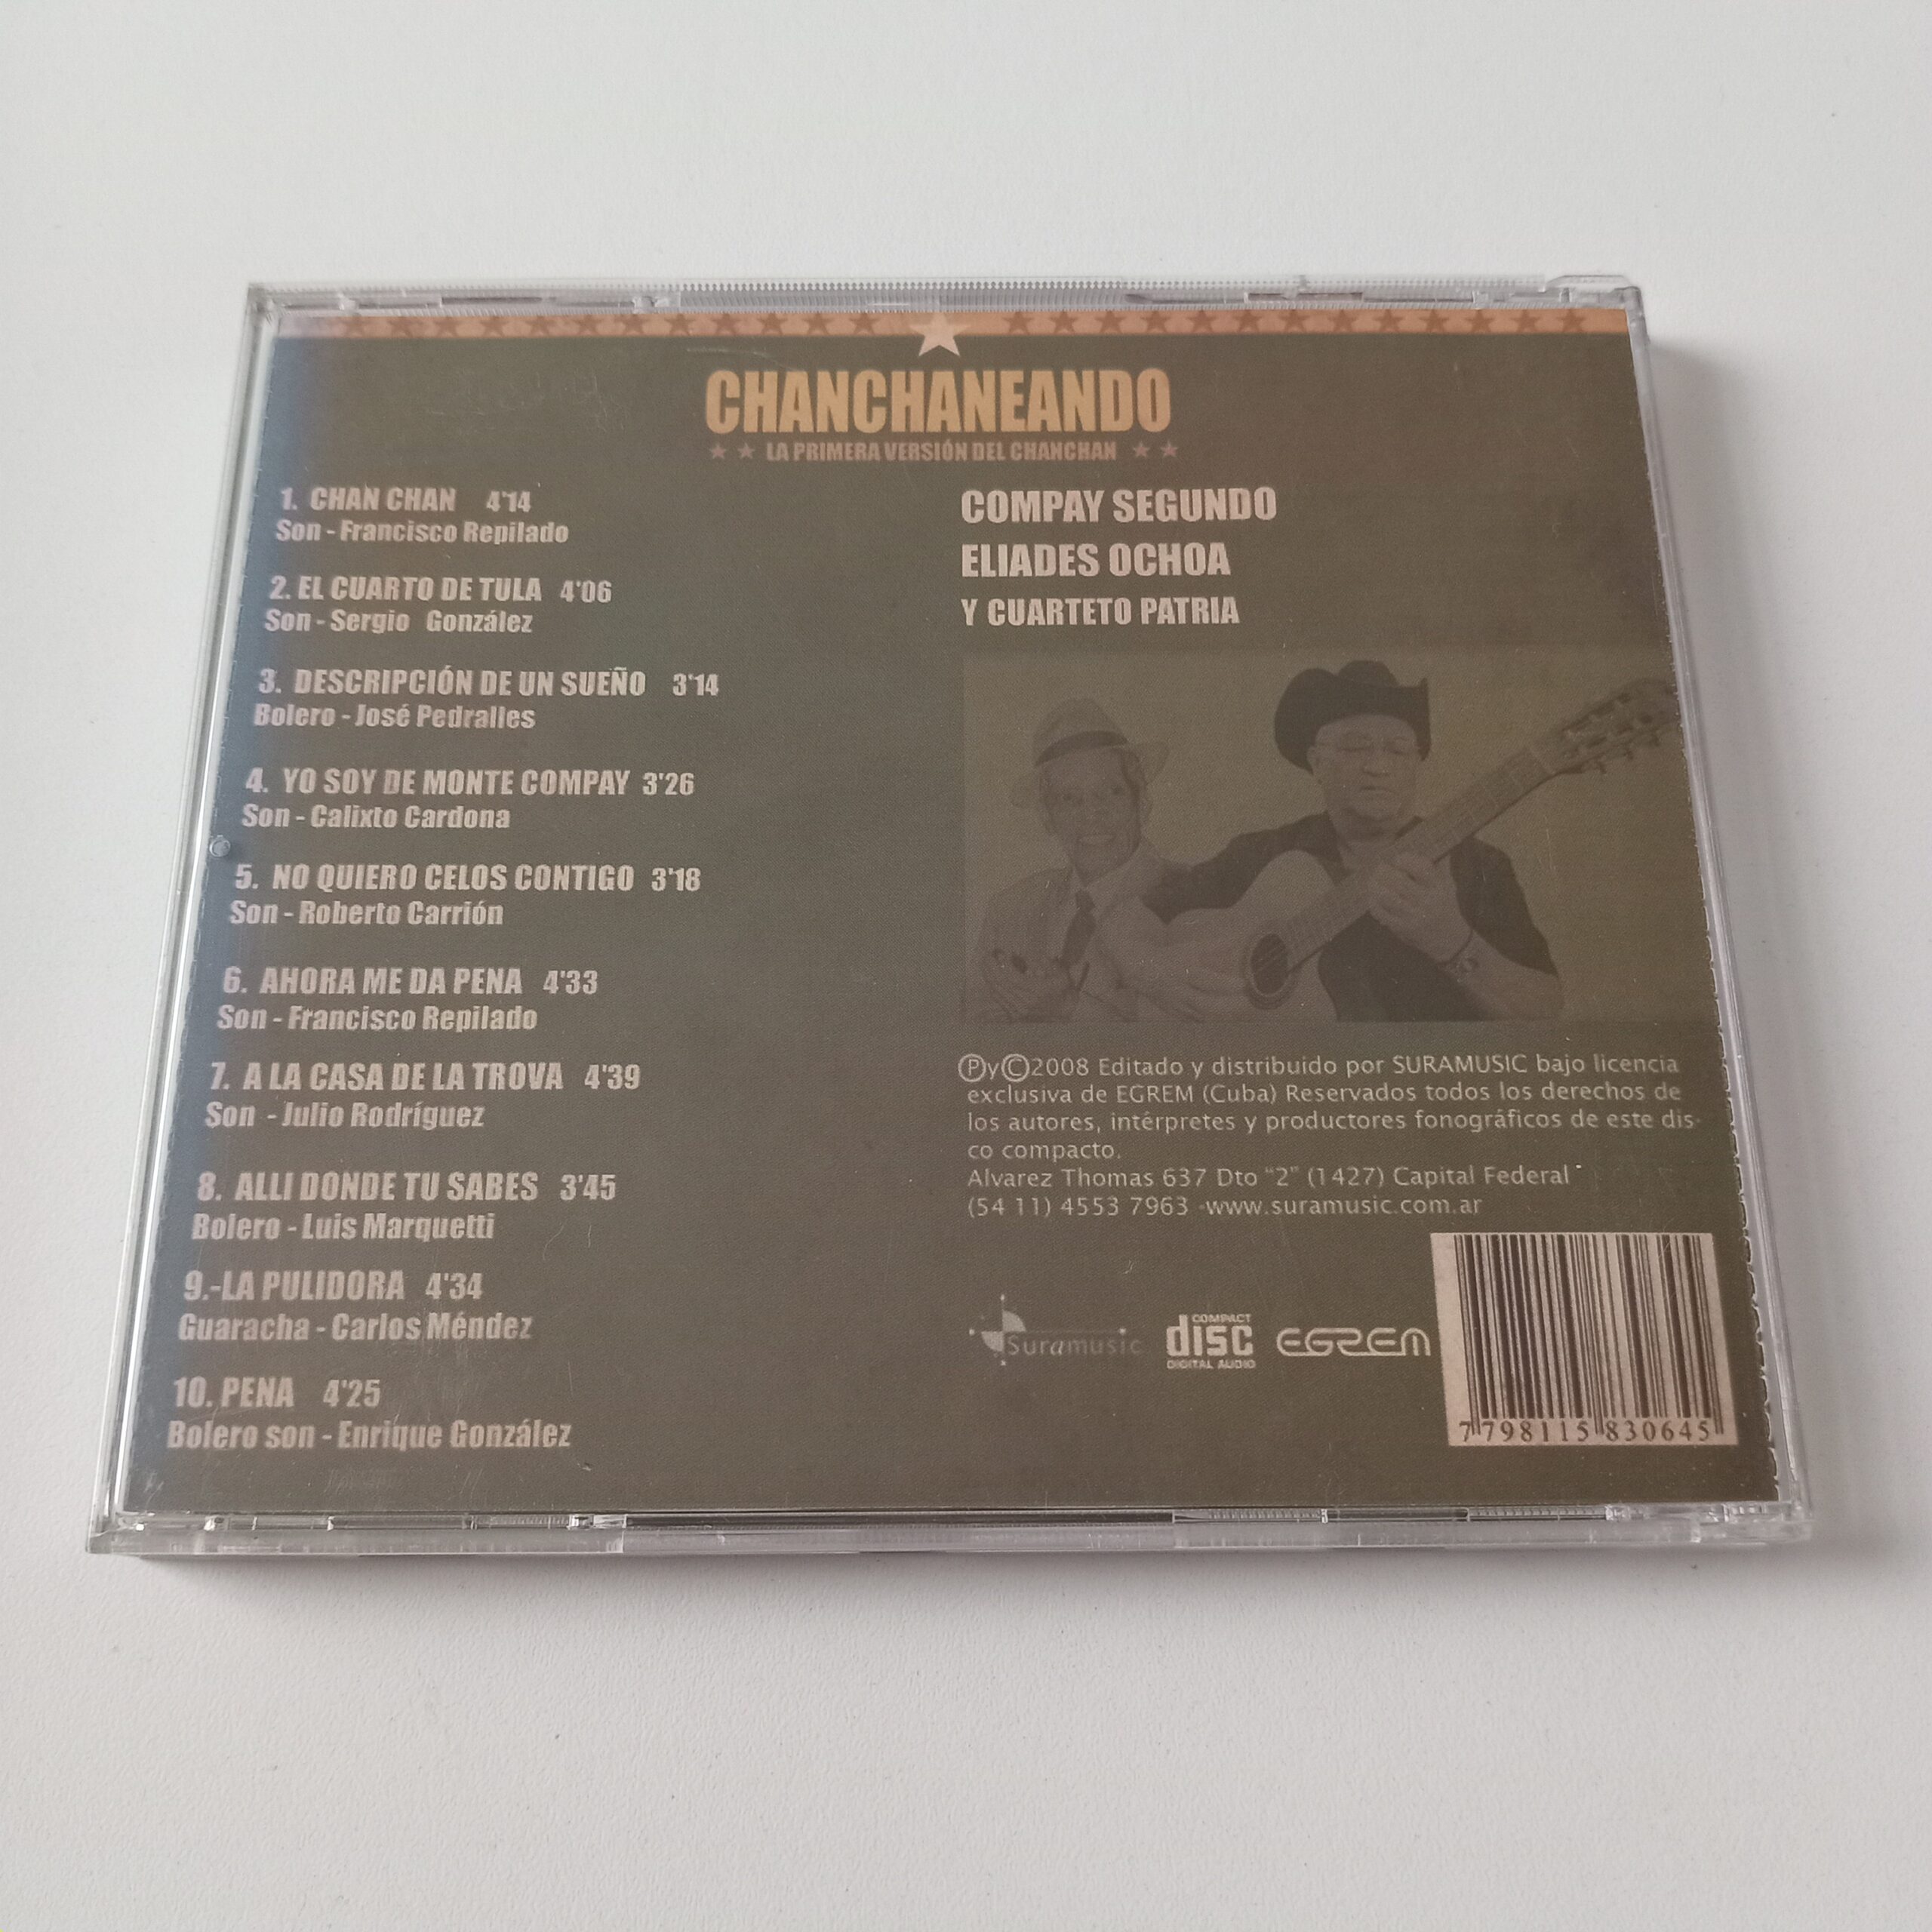 CHANCHANEANDO
LA PRIMERA VERSIÓN DEL CHANCHAN
1. CHAN CHAN 4'14
Son - Francisco Repilado
2. EL CUARTO DE TULA 4'06
Son - Sergio González
3. DESCRIPCIÓN DE UN SUEÑO 3'14
Bolero - José Pedralles
4. YO SOY DE MONTE COMPAY 3'26
Son - Calixto Cardona
5. NO QUIERO CELOS CONTIGO 3'18
Son - Roberto Carrión
6. AHORA ME DA PENA 4'33
Son - Francisco Repilado
7. A LA CASA DE LA TROVA 4'39
Son - Julio Rodríguez
8. ALLI DONDE TU SABES 3'45
Bolero - Luis Marquetti
9.-LA PULIDORA 4'34
Guaracha - Carlos Méndez
10. PENA 4'25
Bolero son - Enrique González
COMPAY SEGUNDO
ELIADES OCHOA
Y CUARTETO PATRIA
℗y©2008 Editado y distribuido por SURAMUSIC bajo licencia
exclusiva de EGREM (Cuba) Reservados todos los derechos de
los autores, intérpretes y productores fonográficos de este dis-
co compacto.
Alvarez Thomas 637 Dto "2" (1427) Capital Federal
(54 11) 4553 7963 -www.suramusic.com.ar
Suramusic
COMPACT
disc
DIGITAL AUDIO
EGREM
7 798115 830645